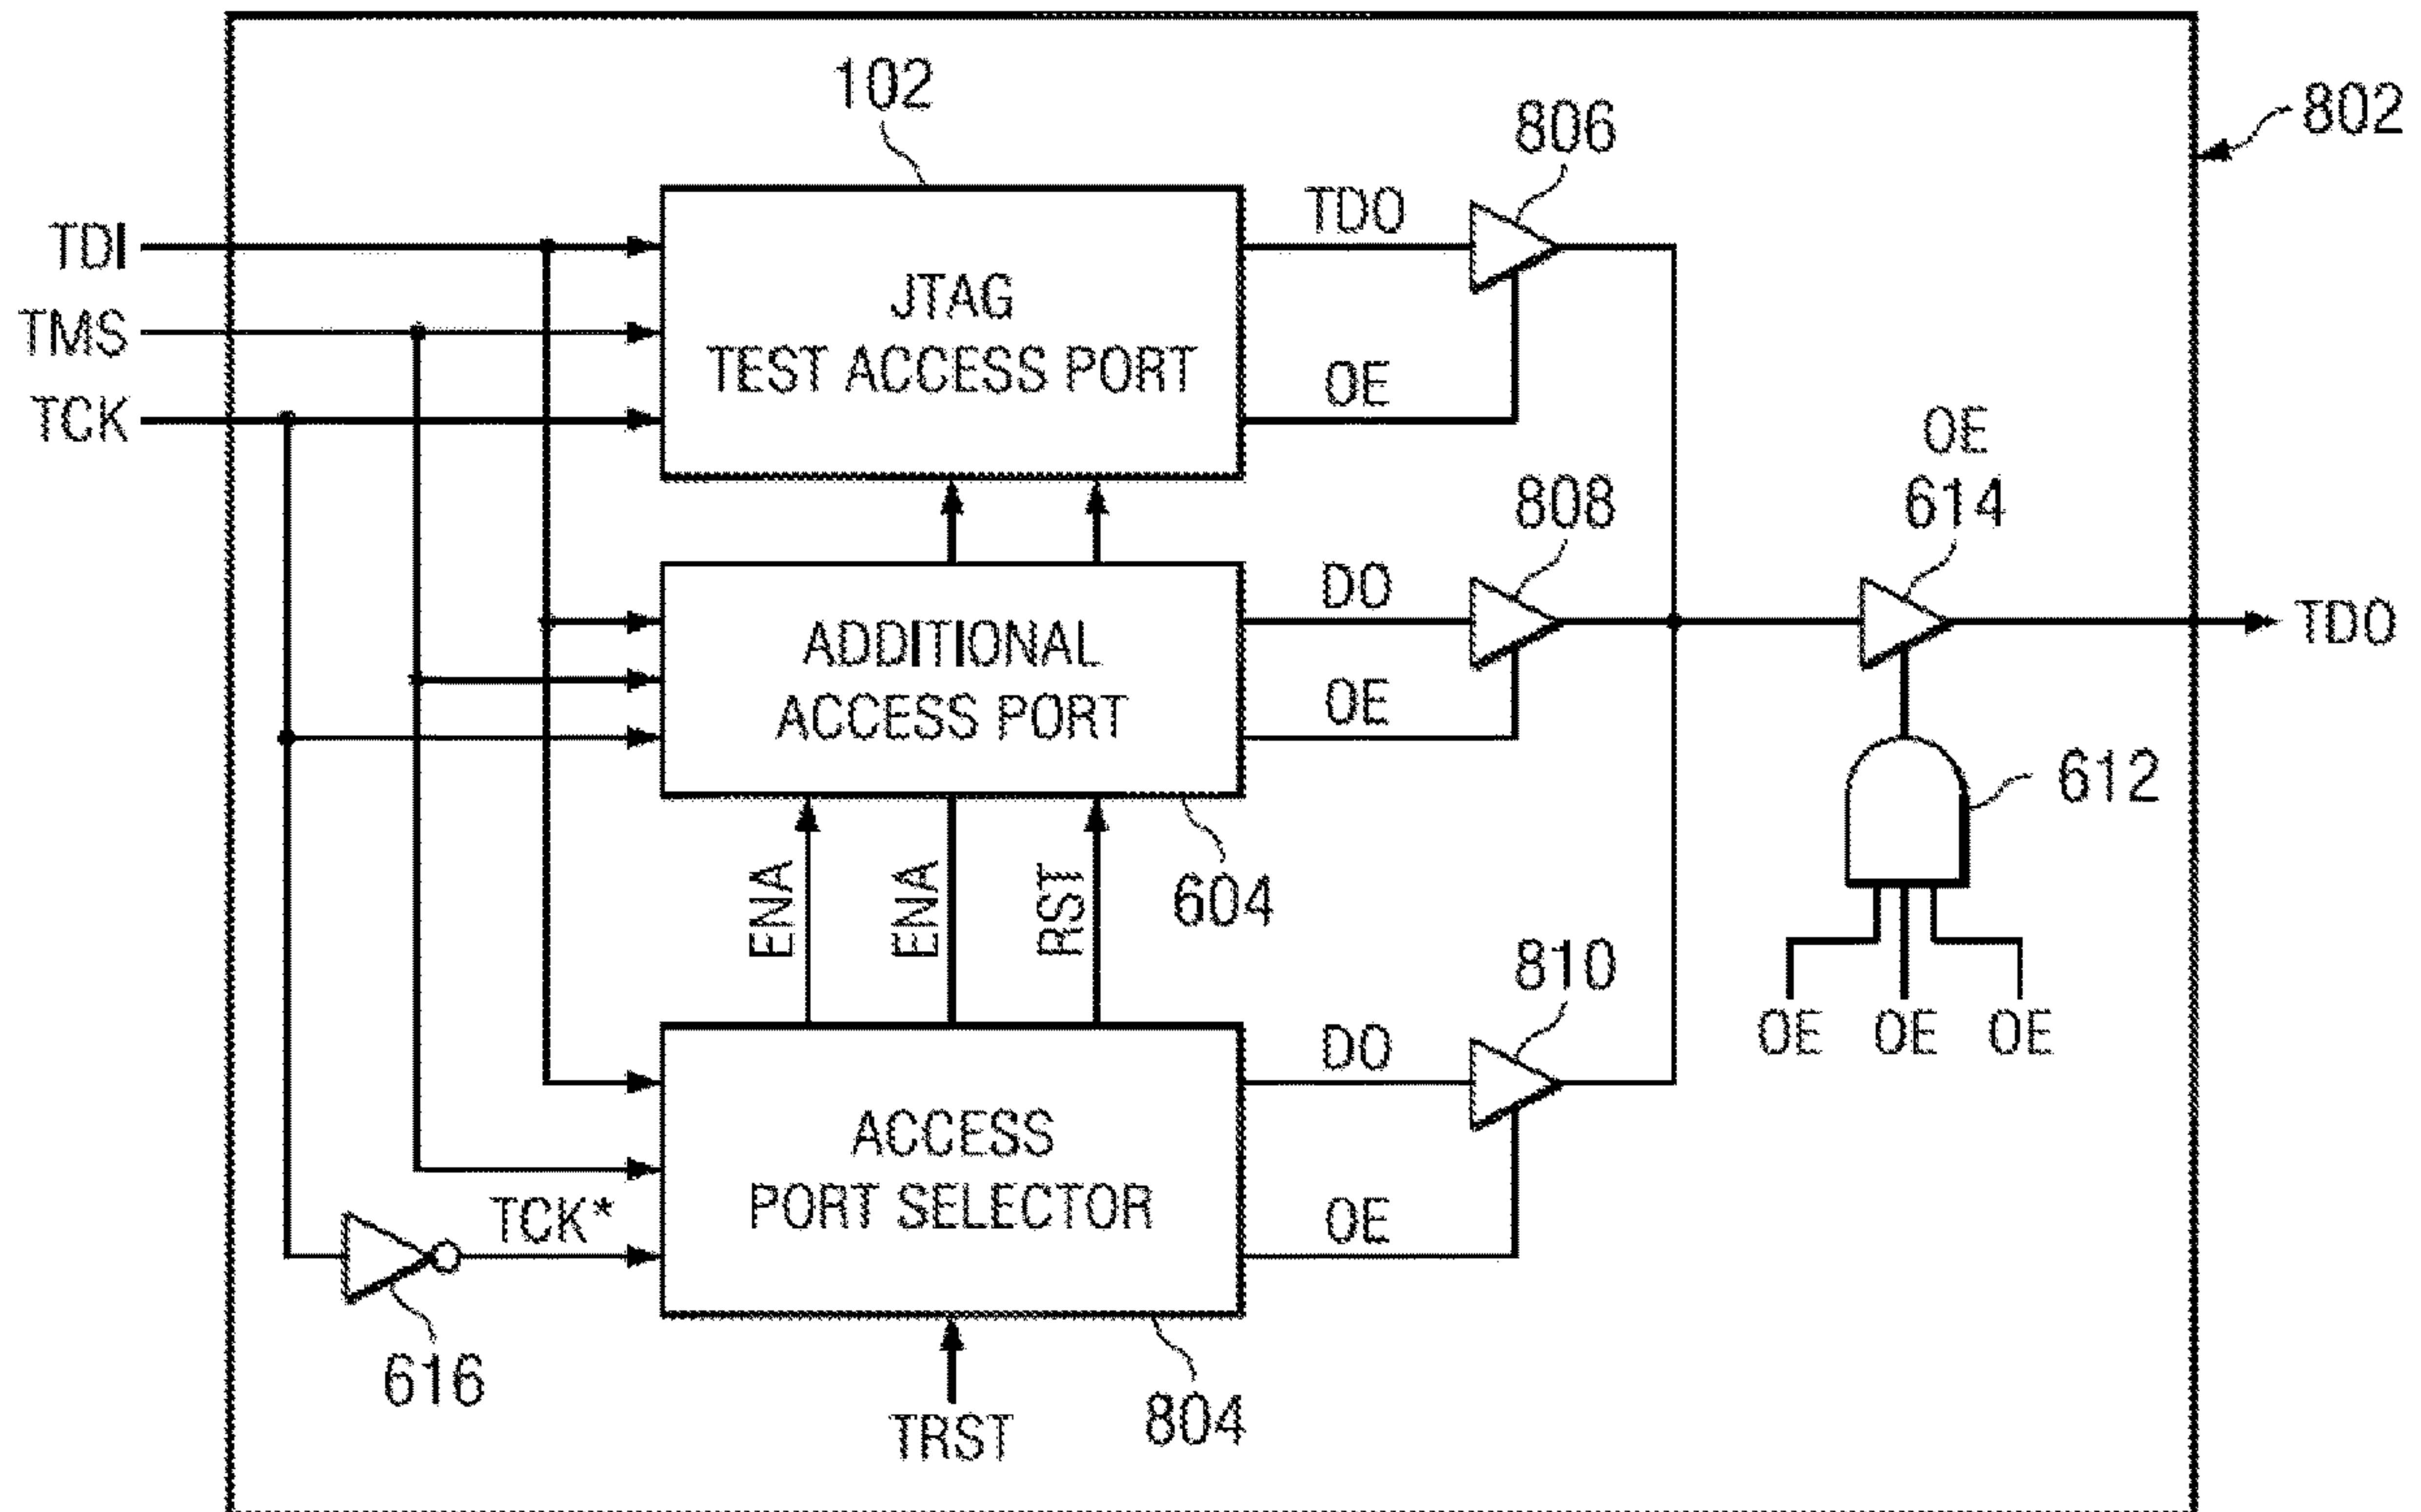 102
806
802
TDI
TMS
TCK
JTAG
TEST ACCESS PORT
TDO
OE
808
OE
614
ADDITIONAL
ACCESS PORT
DO
OE
TDO
612
ENA
ENA
RST
604
810
OE
OE
OE
ACCESS
PORT SELECTOR
DO
OE
TCK*
616
TRST
804